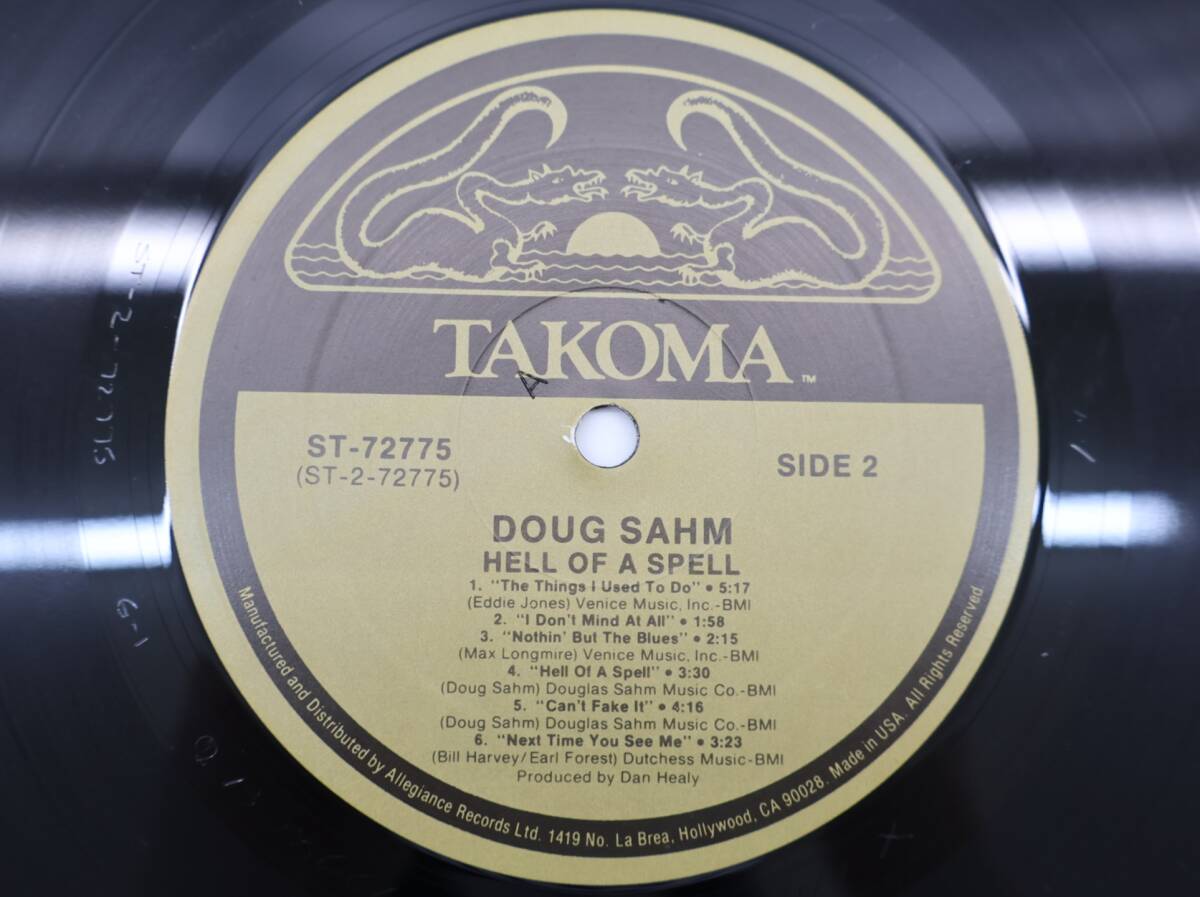 TAKOMA™
A
ST-72775
(ST-2-72775)
SIDE 2
DOUG SAHM
HELL OF A SPELL
1. "The Things I Used To Do" • 5:17
(Eddie Jones) Venice Music, Inc.-BMI
2. "I Don't Mind At All" • 1:58
3. "Nothin' But The Blues" • 2:15
(Max Longmire) Venice Music, Inc.-BMI
4. "Hell Of A Spell" • 3:30
(Doug Sahm) Douglas Sahm Music Co.-BMI
5. "Can't Fake It" • 4:16
(Doug Sahm) Douglas Sahm Music Co.-BMI
6. "Next Time You See Me" • 3:23
(Bill Harvey/Earl Forest) Dutchess Music-BMI
Produced by Dan Healy
Manufactured and Distributed by Allegiance Records Ltd. 1419 No. La Brea, Hollywood, CA 90028. Made in USA. All Rights Reserved
ST-2-72775
G-1